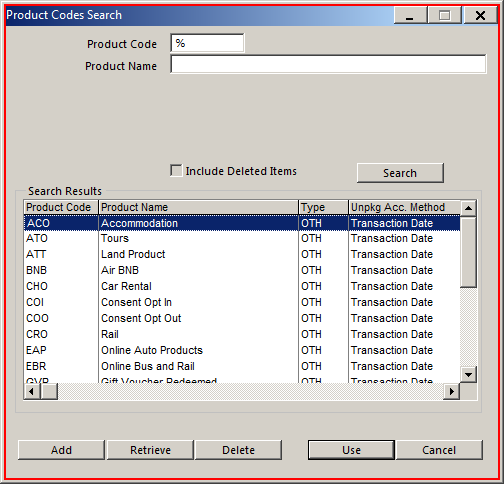 Product Codes Search
Product Code %
Product Name
Include Deleted Items Search
Search Results
Product Code Product Name Type Unpkg Acc. Method
ACO Accommodation OTH Transaction Date
ATO Tours OTH Transaction Date
ATT Land Product OTH Transaction Date
BNB Air BNB OTH Transaction Date
CHO Car Rental OTH Transaction Date
COI Consent Opt In OTH Transaction Date
COO Consent Opt Out OTH Transaction Date
CRO Rail OTH Transaction Date
EAP Online Auto Products OTH Transaction Date
EBR Online Bus and Rail OTH Transaction Date
GVR Gift Voucher Redeemed OTH Transaction Date
Add Retrieve Delete Use Cancel